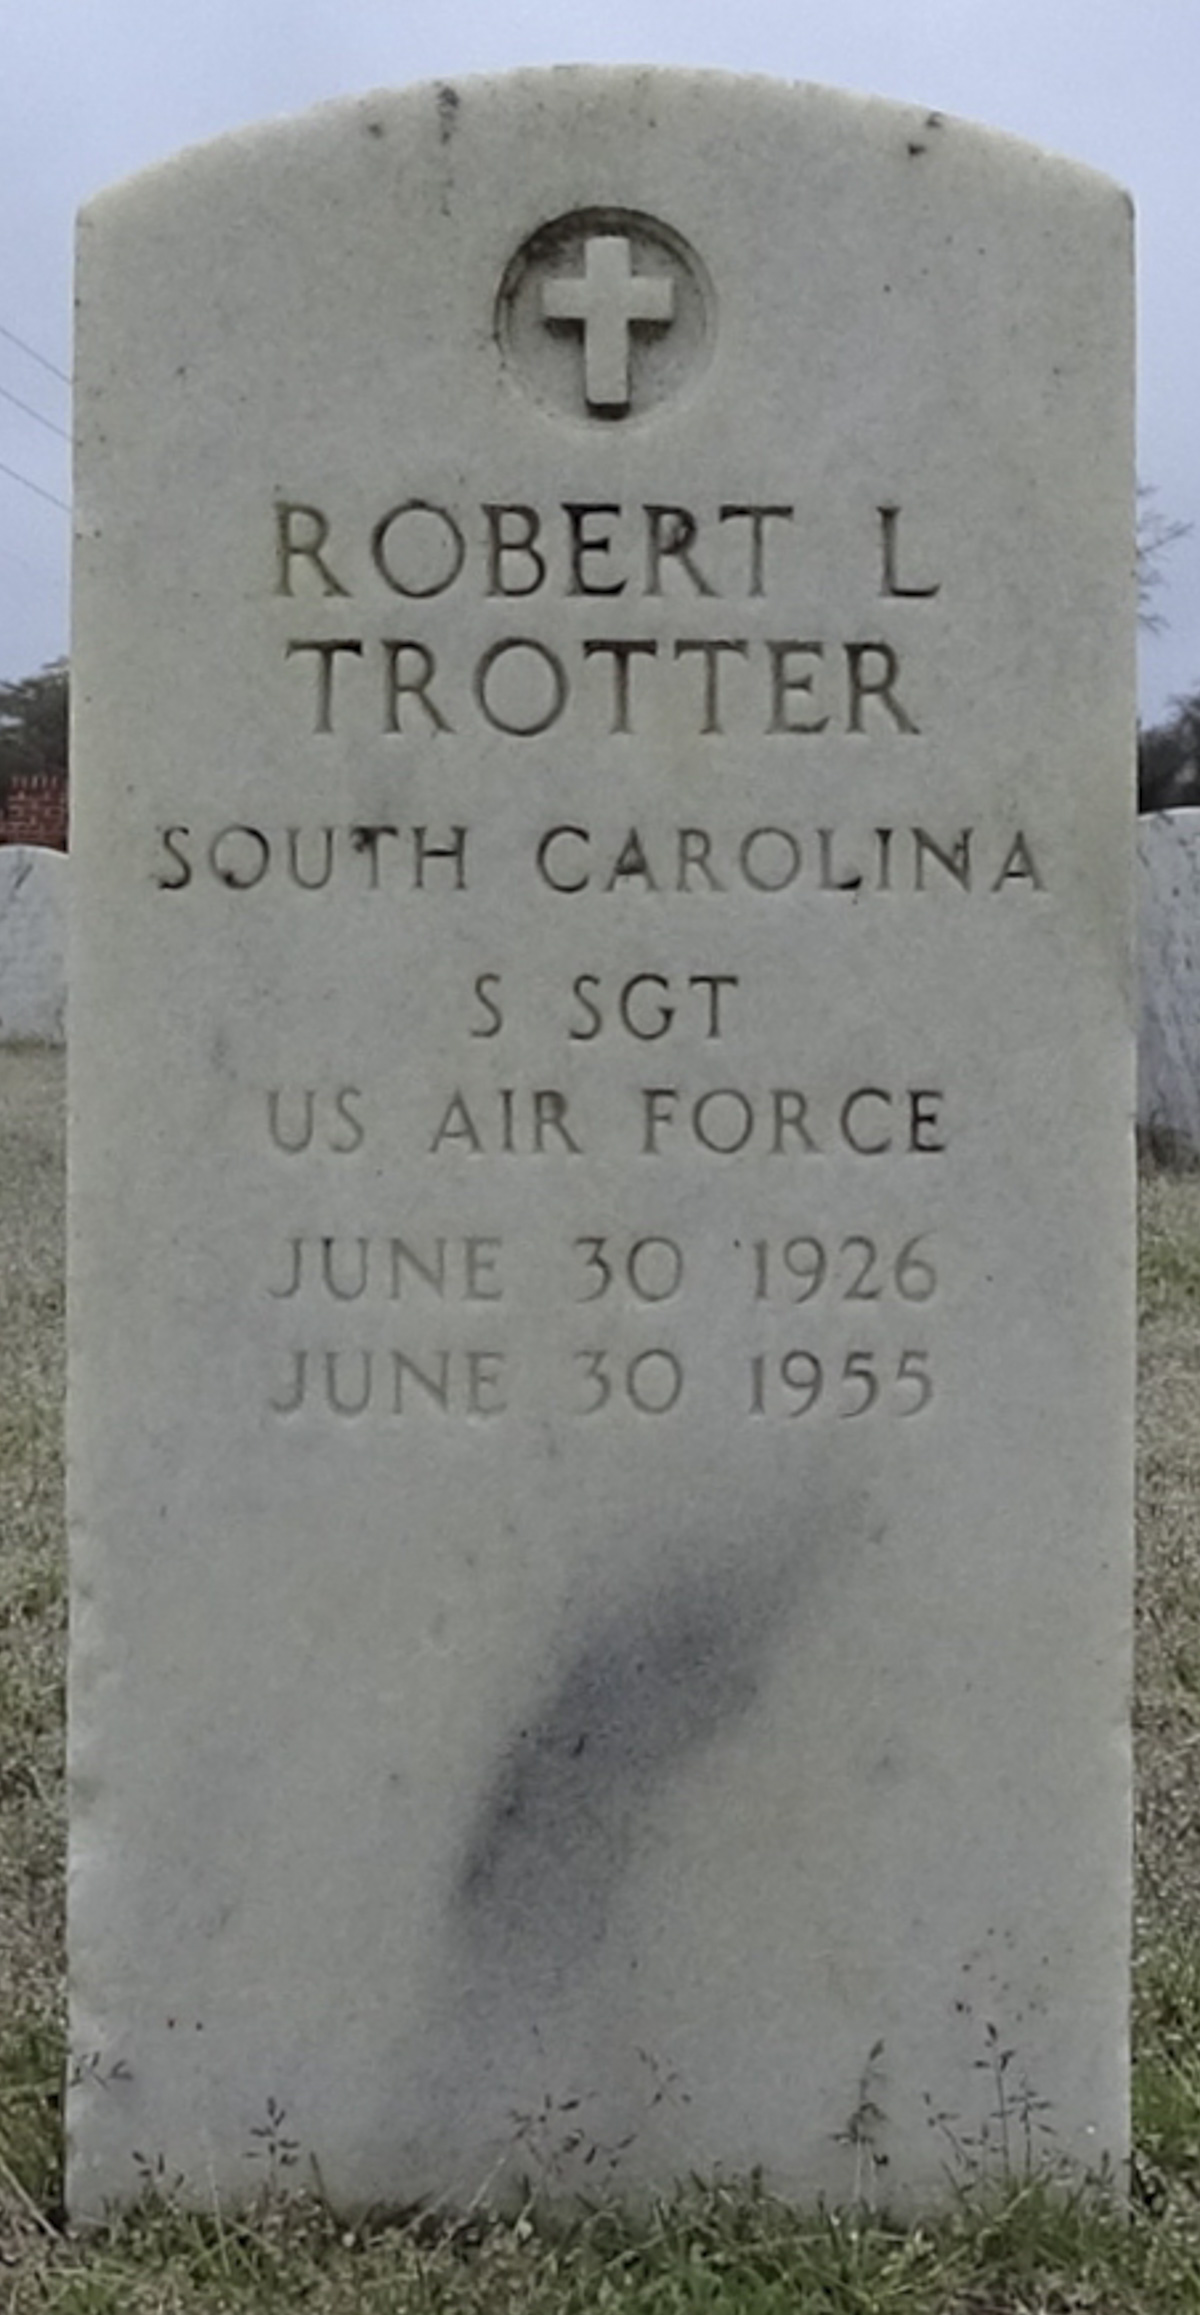 ROBERT L
TROTTER
SOUTH CAROLINA
S SGT
US AIR FORCE
JUNE 30 1926
JUNE 30 1955